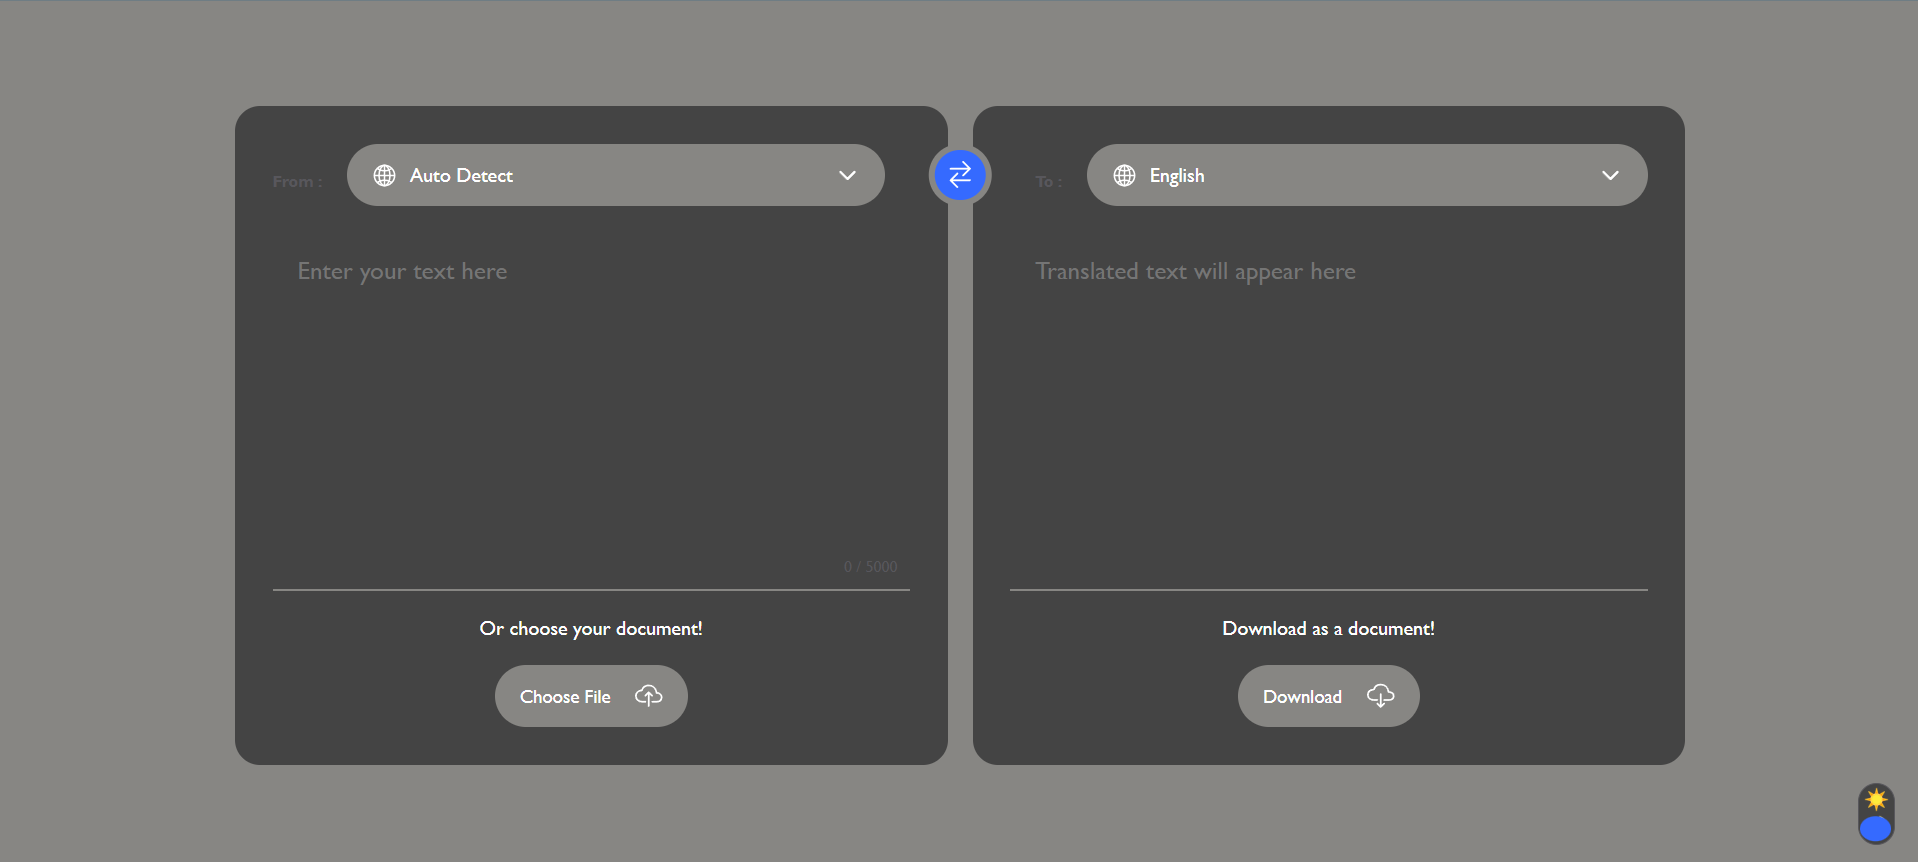 From :
Auto Detect
To :
English
Enter your text here
Translated text will appear here
0 / 5000
Or choose your document!
Download as a document!
Choose File
Download